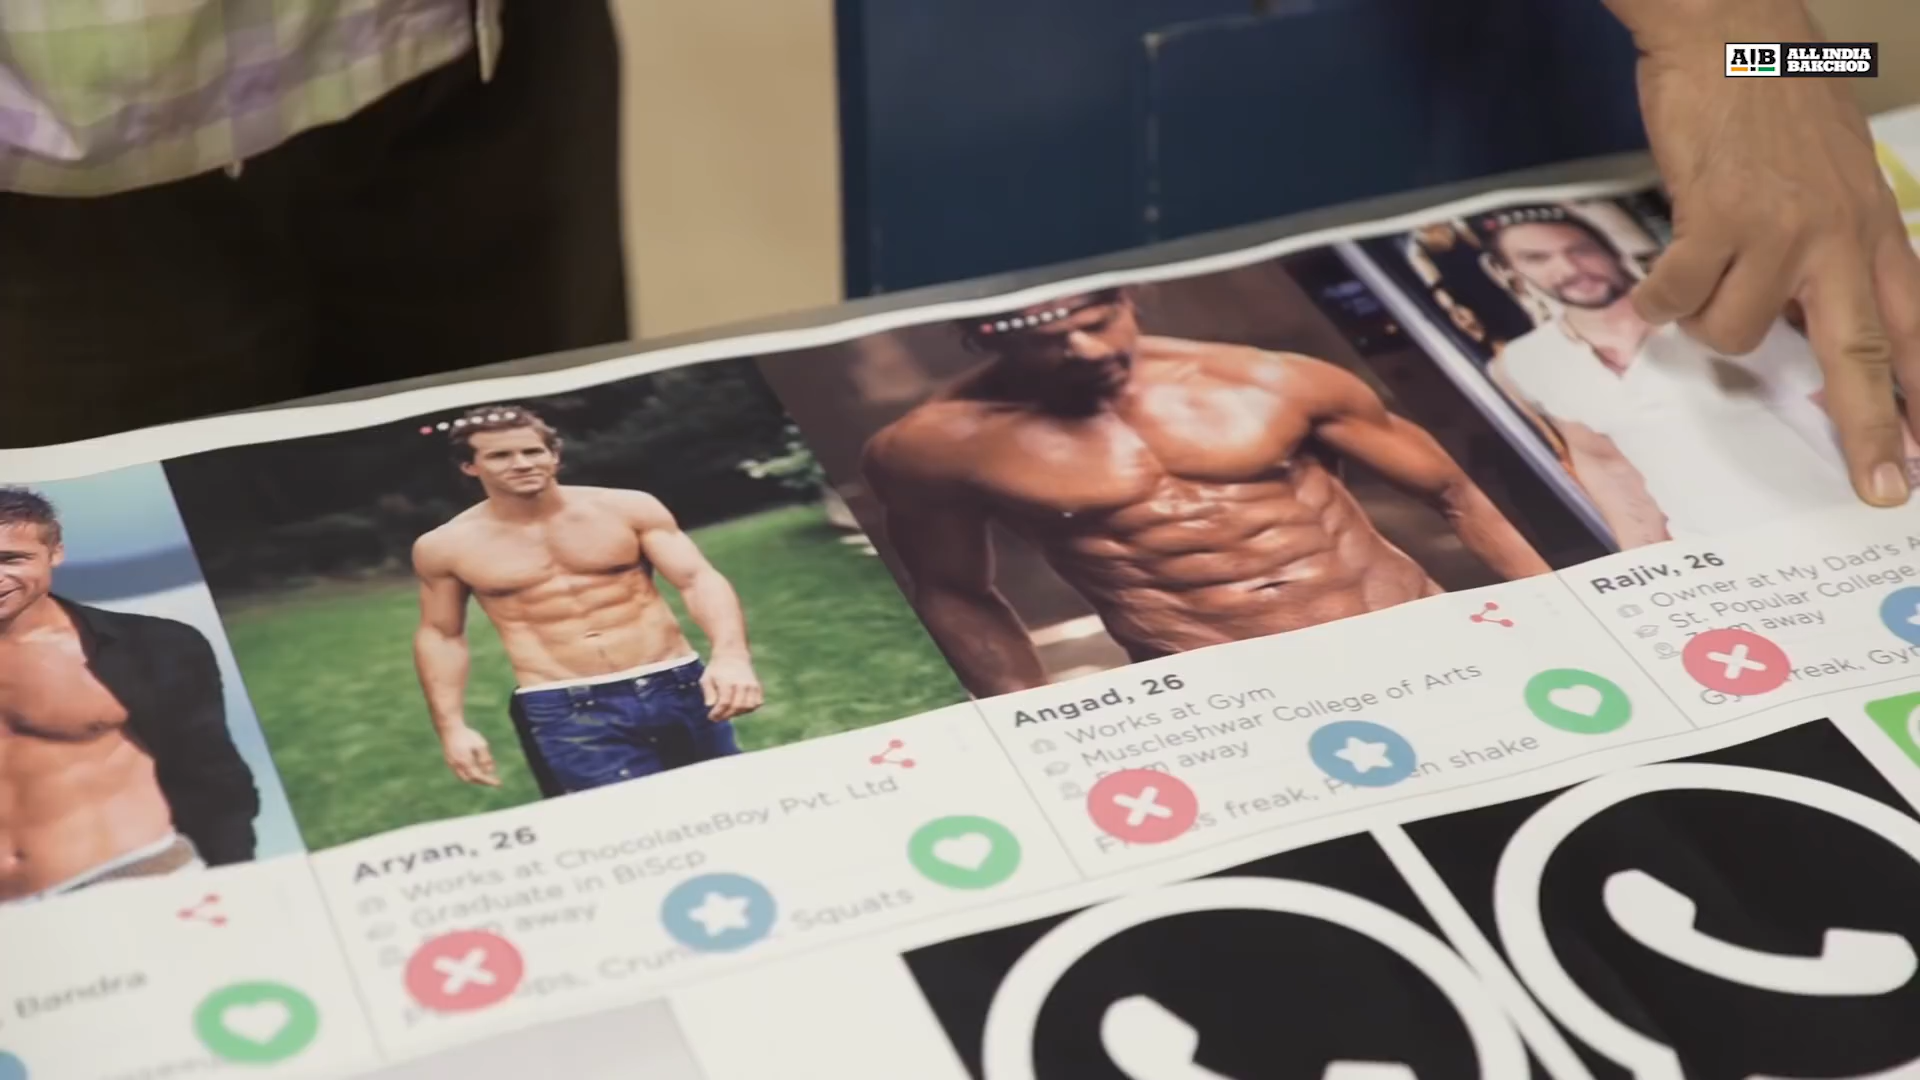 A!B ALL INDIA
BAKCHOD
Rajiv, 26
Owner at My Dad's
St. Popular College
away
Angad, 26
Works at Gym
Muscleshwar College of Arts
away
freak, shake
Aryan, 26
Works at ChocolateBoy Pvt. Ltd
Graduate in BiScp
away
Squats
Bandra